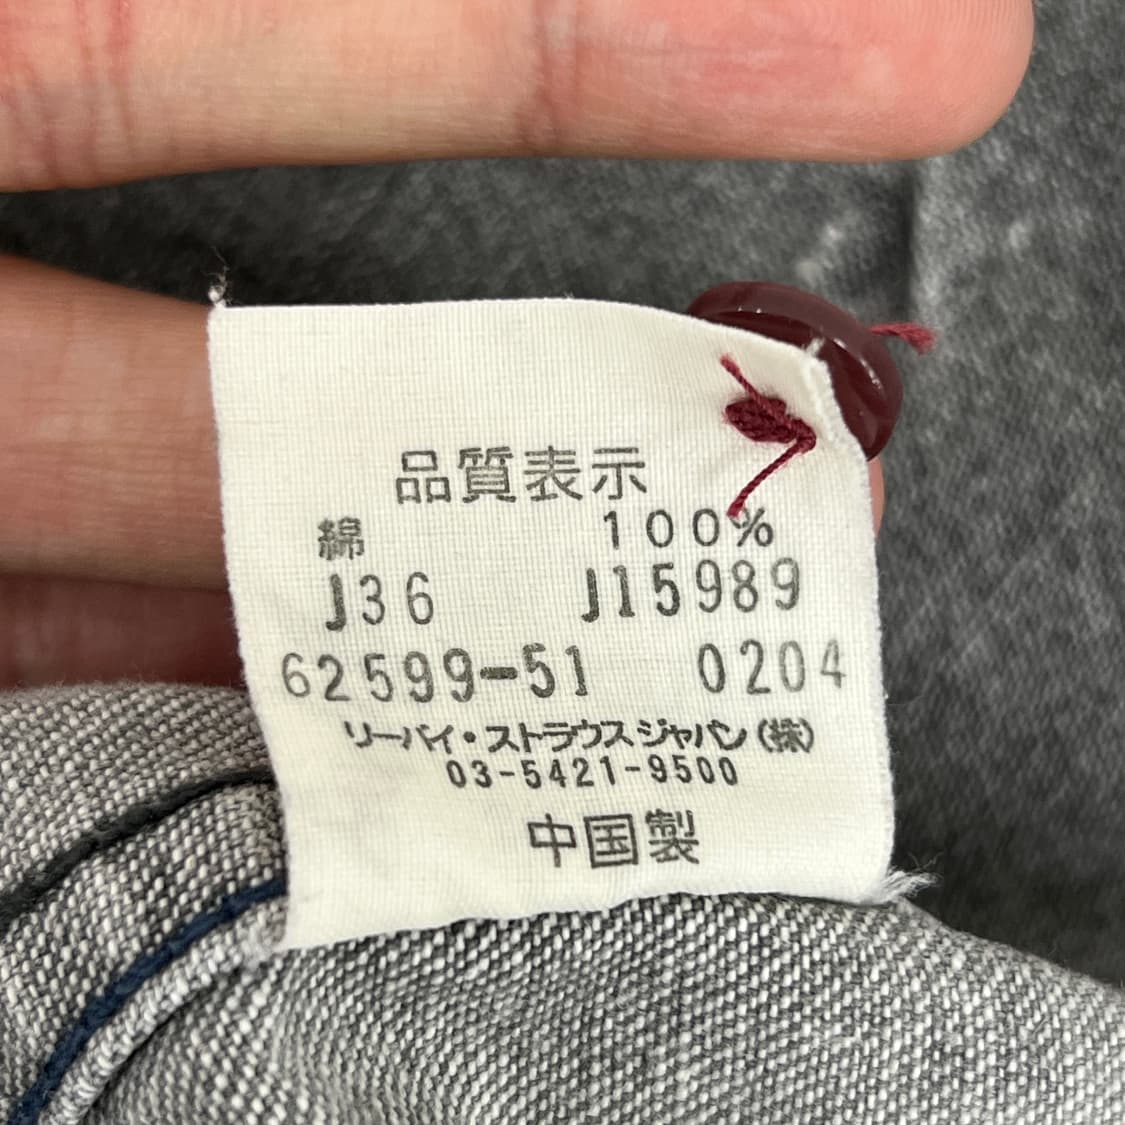 品質表示
綿 100%
J36 J15989
62599-51 0204
リーバイ・ストラウスジャパン(株)
03-5421-9500
中国製